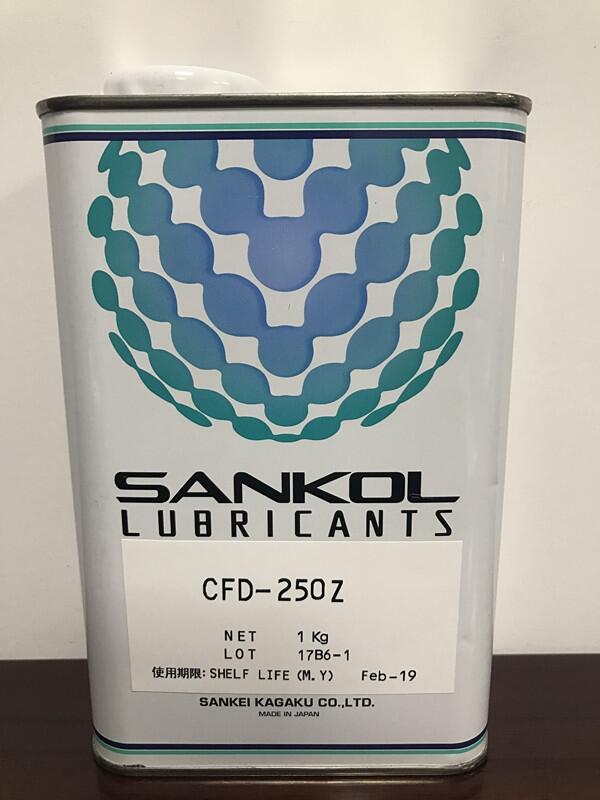 SANKOL
LUBRICANTS
CFD-250Z
NET 1 Kg
LOT 17B6-1
使用期限: SHELF LIFE (M.Y) Feb-19
SANKEI KAGAKU CO.,LTD.
MADE IN JAPAN